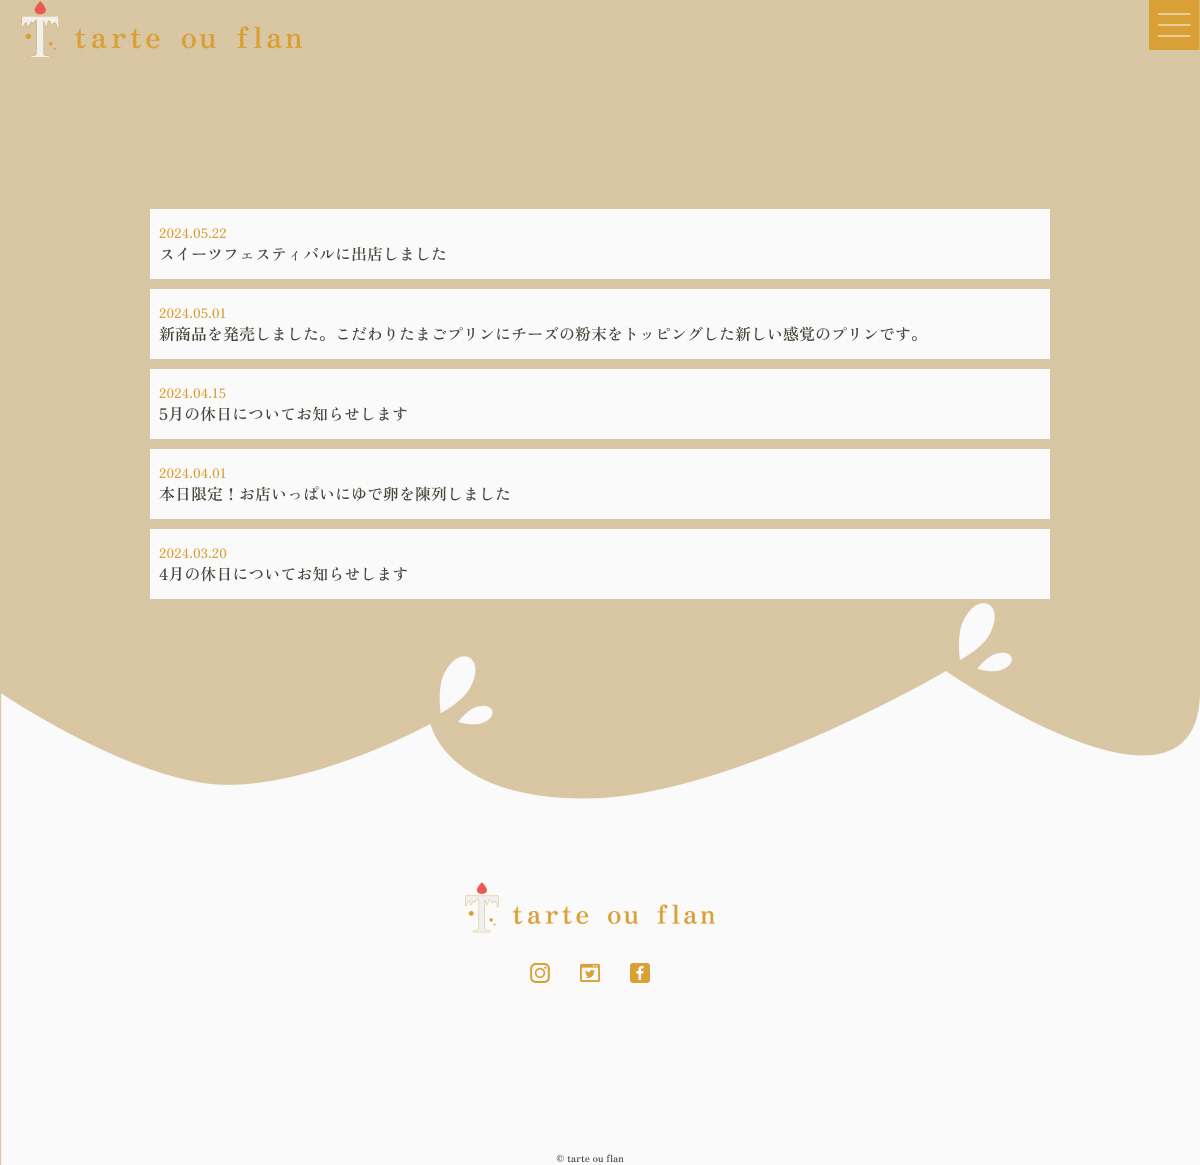 tarte ou flan
2024.05.22
スイーツフェスティバルに出店しました
2024.05.01
新商品を発売しました。こだわりたまごプリンにチーズの粉末をトッピングした新しい感覚のプリンです。
2024.04.15
5月の休日についてお知らせします
2024.04.01
本日限定！お店いっぱいにゆで卵を陳列しました
2024.03.20
4月の休日についてお知らせします
tarte ou flan
© tarte ou flan